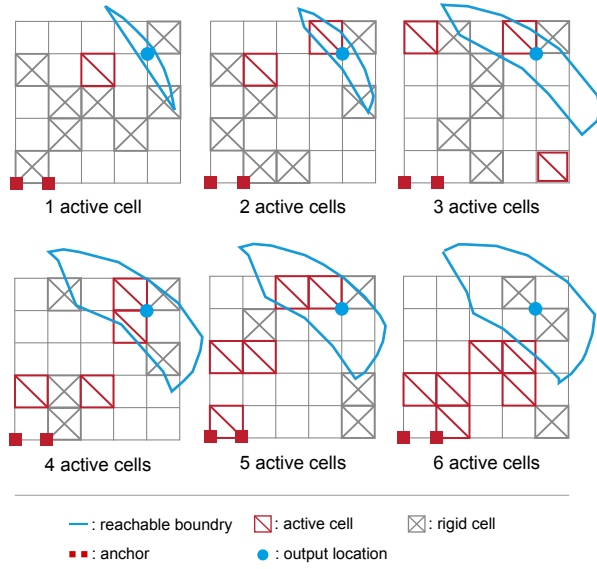 1 active cell
2 active cells
3 active cells
4 active cells
5 active cells
6 active cells
: reachable boundry
: active cell
: rigid cell
: anchor
: output location